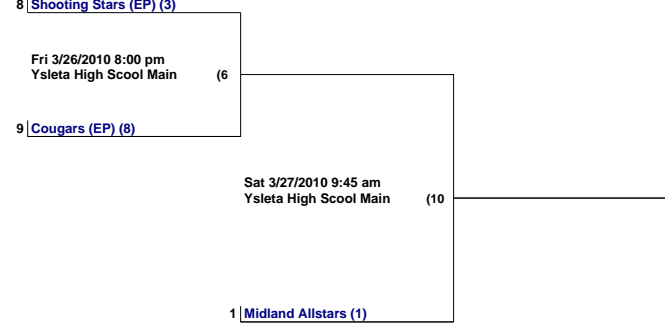 8 Shooting Stars (EP) (3)
Fri 3/26/2010 8:00 pm
Ysleta High Scool Main (6
9 Cougars (EP) (8)
Sat 3/27/2010 9:45 am
Ysleta High Scool Main (10
1 Midland Allstars (1)